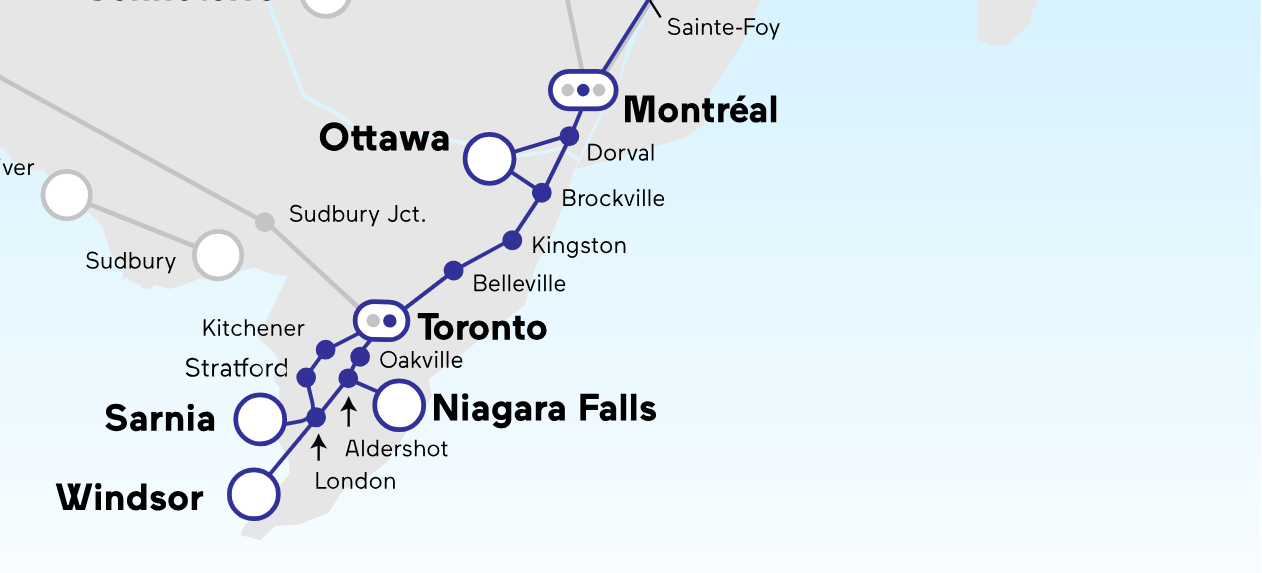 Sainte-Foy
Montréal
Ottawa
Dorval
ver
Brockville
Sudbury Jct.
Kingston
Sudbury
Belleville
Kitchener
Toronto
Stratford
Oakville
Sarnia
Niagara Falls
Aldershot
London
Windsor